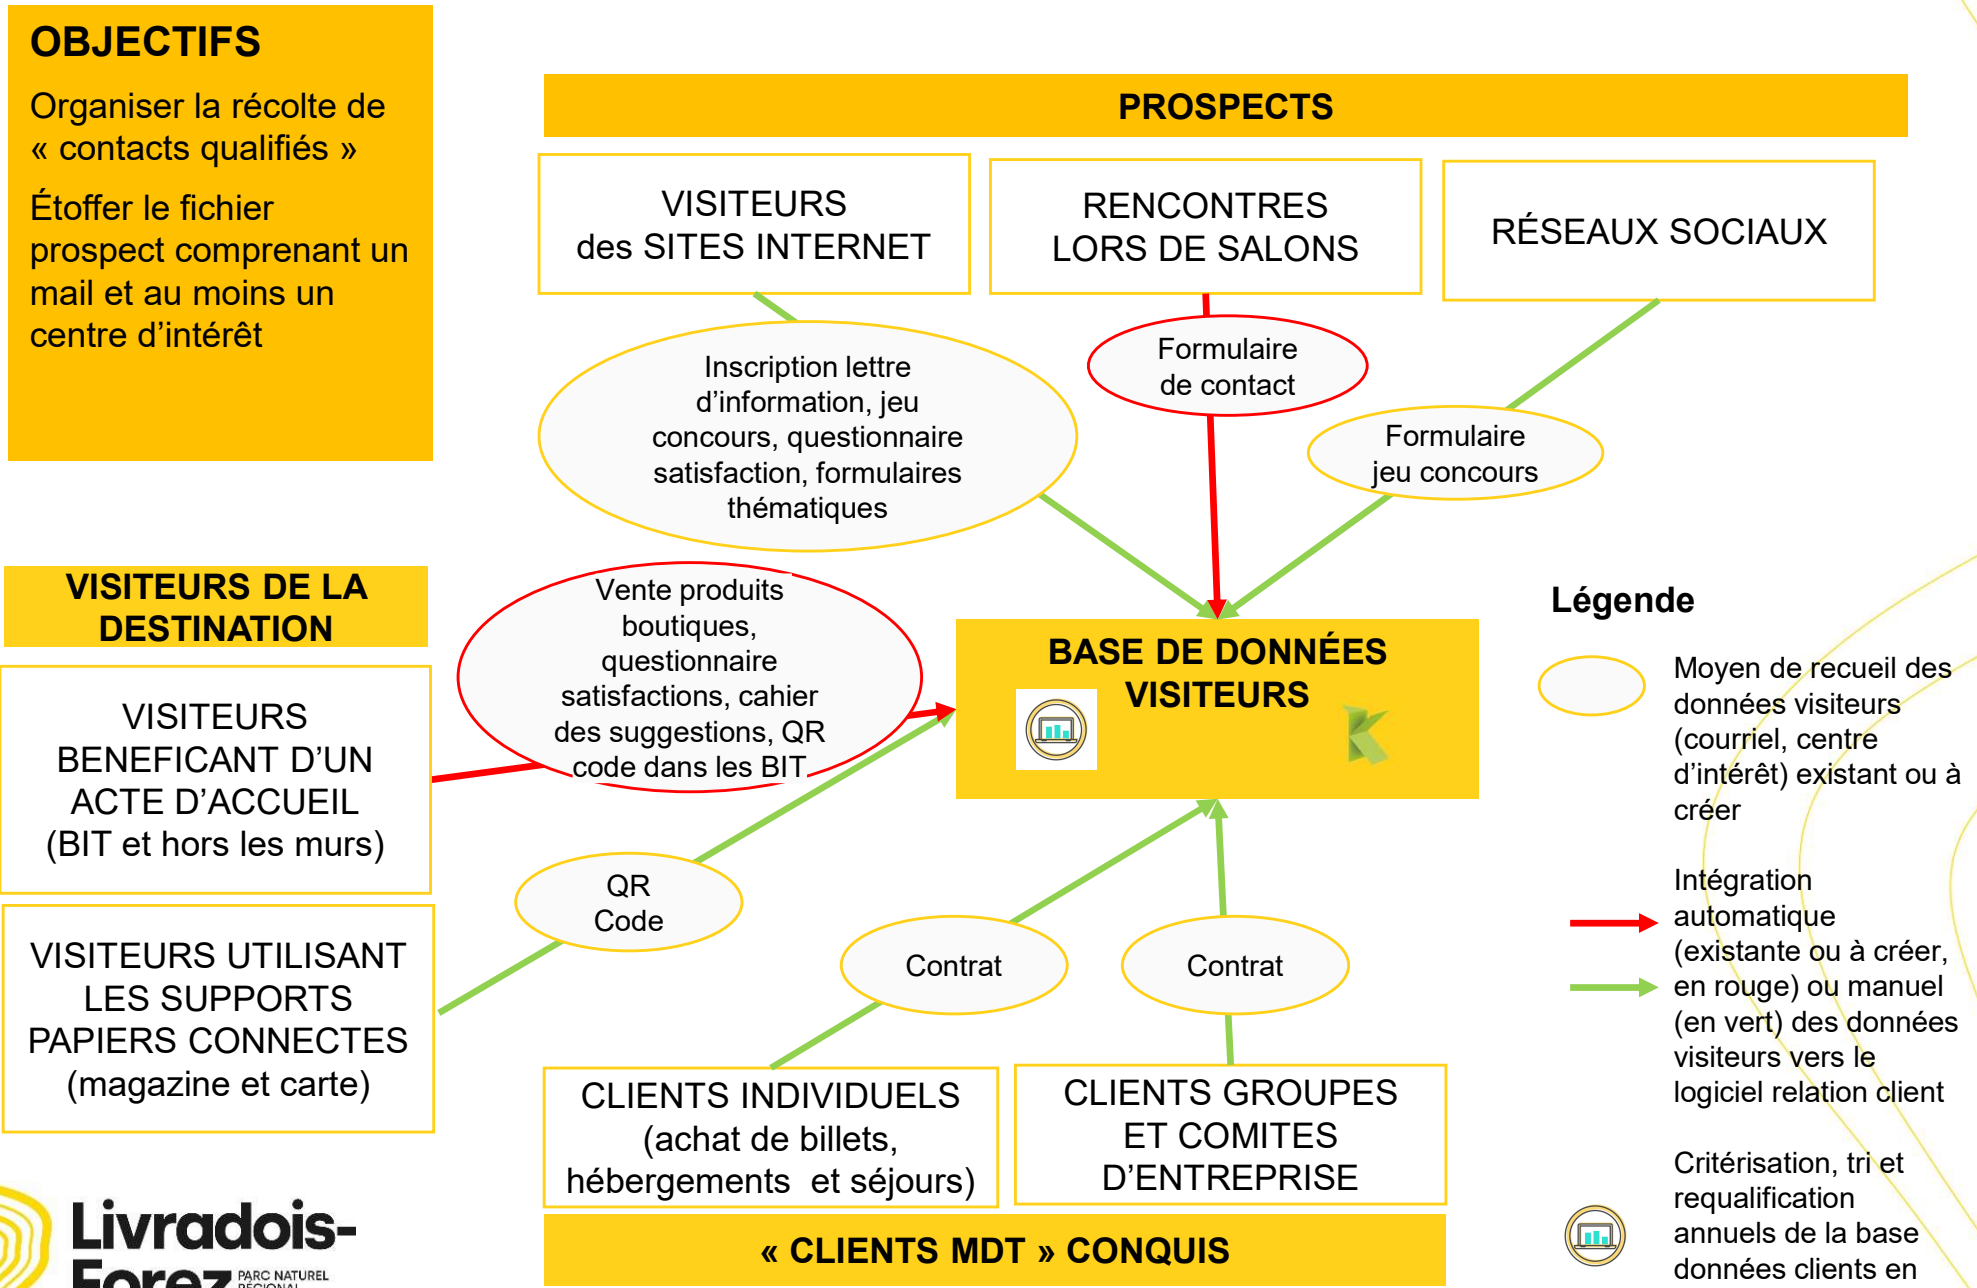 OBJECTIFS
Organiser la récolte de
« contacts qualifiés »
Étoffer le fichier
prospect comprenant un
mail et au moins un
centre d’intérêt
PROSPECTS
VISITEURS
des SITES INTERNET
RENCONTRES
LORS DE SALONS
RÉSEAUX SOCIAUX
Inscription lettre
d’information, jeu
concours, questionnaire
satisfaction, formulaires
thématiques
Formulaire
de contact
Formulaire
jeu concours
VISITEURS DE LA
DESTINATION
VISITEURS
BENEFICANT D’UN
ACTE D’ACCUEIL
(BIT et hors les murs)
VISITEURS UTILISANT
LES SUPPORTS
PAPIERS CONNECTES
(magazine et carte)
Vente produits
boutiques,
questionnaire
satisfactions, cahier
des suggestions, QR
code dans les BIT
QR
Code
BASE DE DONNÉES
VISITEURS
Contrat
Contrat
CLIENTS INDIVIDUELS
(achat de billets,
hébergements et séjours)
CLIENTS GROUPES
ET COMITES
D’ENTREPRISE
« CLIENTS MDT » CONQUIS
Légende
Moyen de recueil des
données visiteurs
(courriel, centre
d’intérêt) existant ou à
créer
Intégration
automatique
(existante ou à créer,
en rouge) ou manuel
(en vert) des données
visiteurs vers le
logiciel relation client
Critérisation, tri et
requalification
annuels de la base
données clients en
Livradois-
Forez
PARC NATUREL
RÉGIONAL